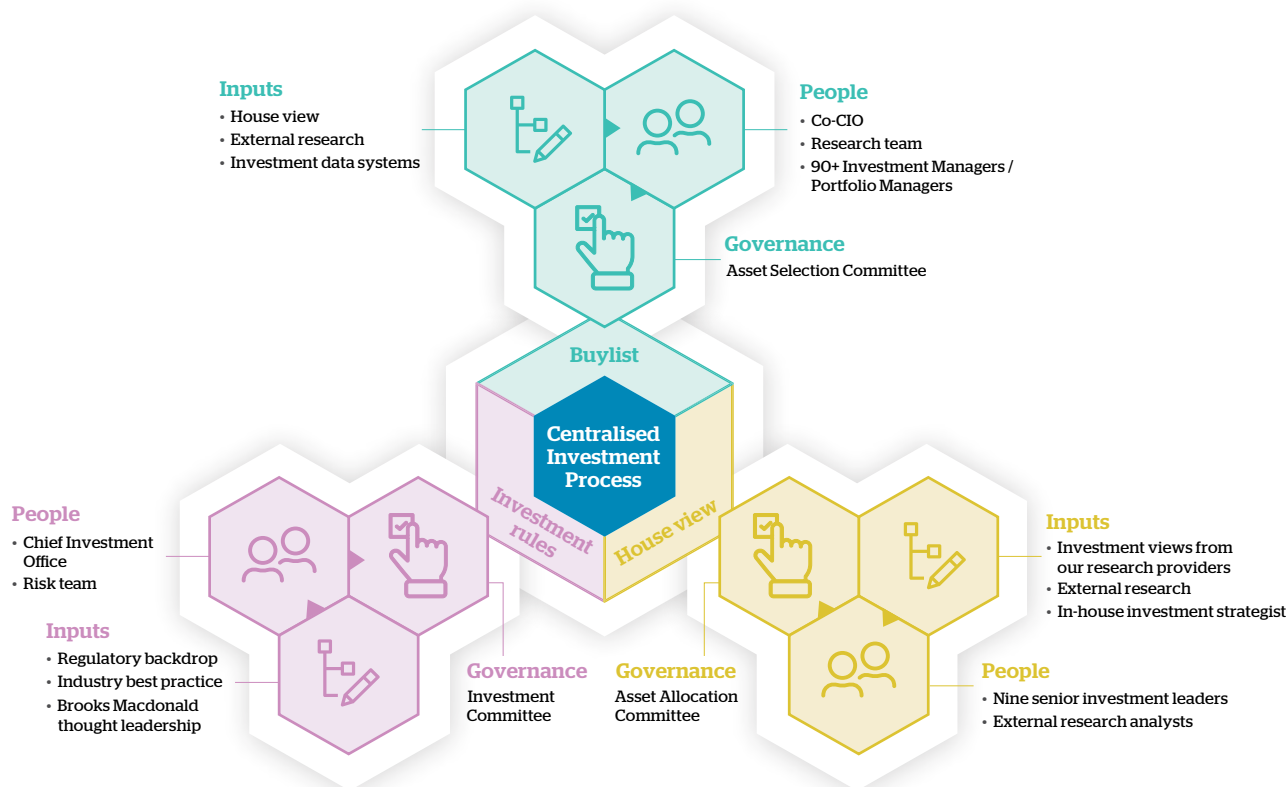 Inputs
• House view
• External research
• Investment data systems
People
• Co-CIO
• Research team
• 90+ Investment Managers /
Portfolio Managers
Governance
Asset Selection Committee
Buylist
Centralised
Investment
Process
Investment
rules
House view
People
• Chief Investment
Office
• Risk team
Inputs
• Regulatory backdrop
• Industry best practice
• Brooks Macdonald
thought leadership
Governance
Investment
Committee
Governance
Asset Allocation
Committee
Inputs
• Investment views from
our research providers
• External research
• In-house investment strategist
People
• Nine senior investment leaders
• External research analysts